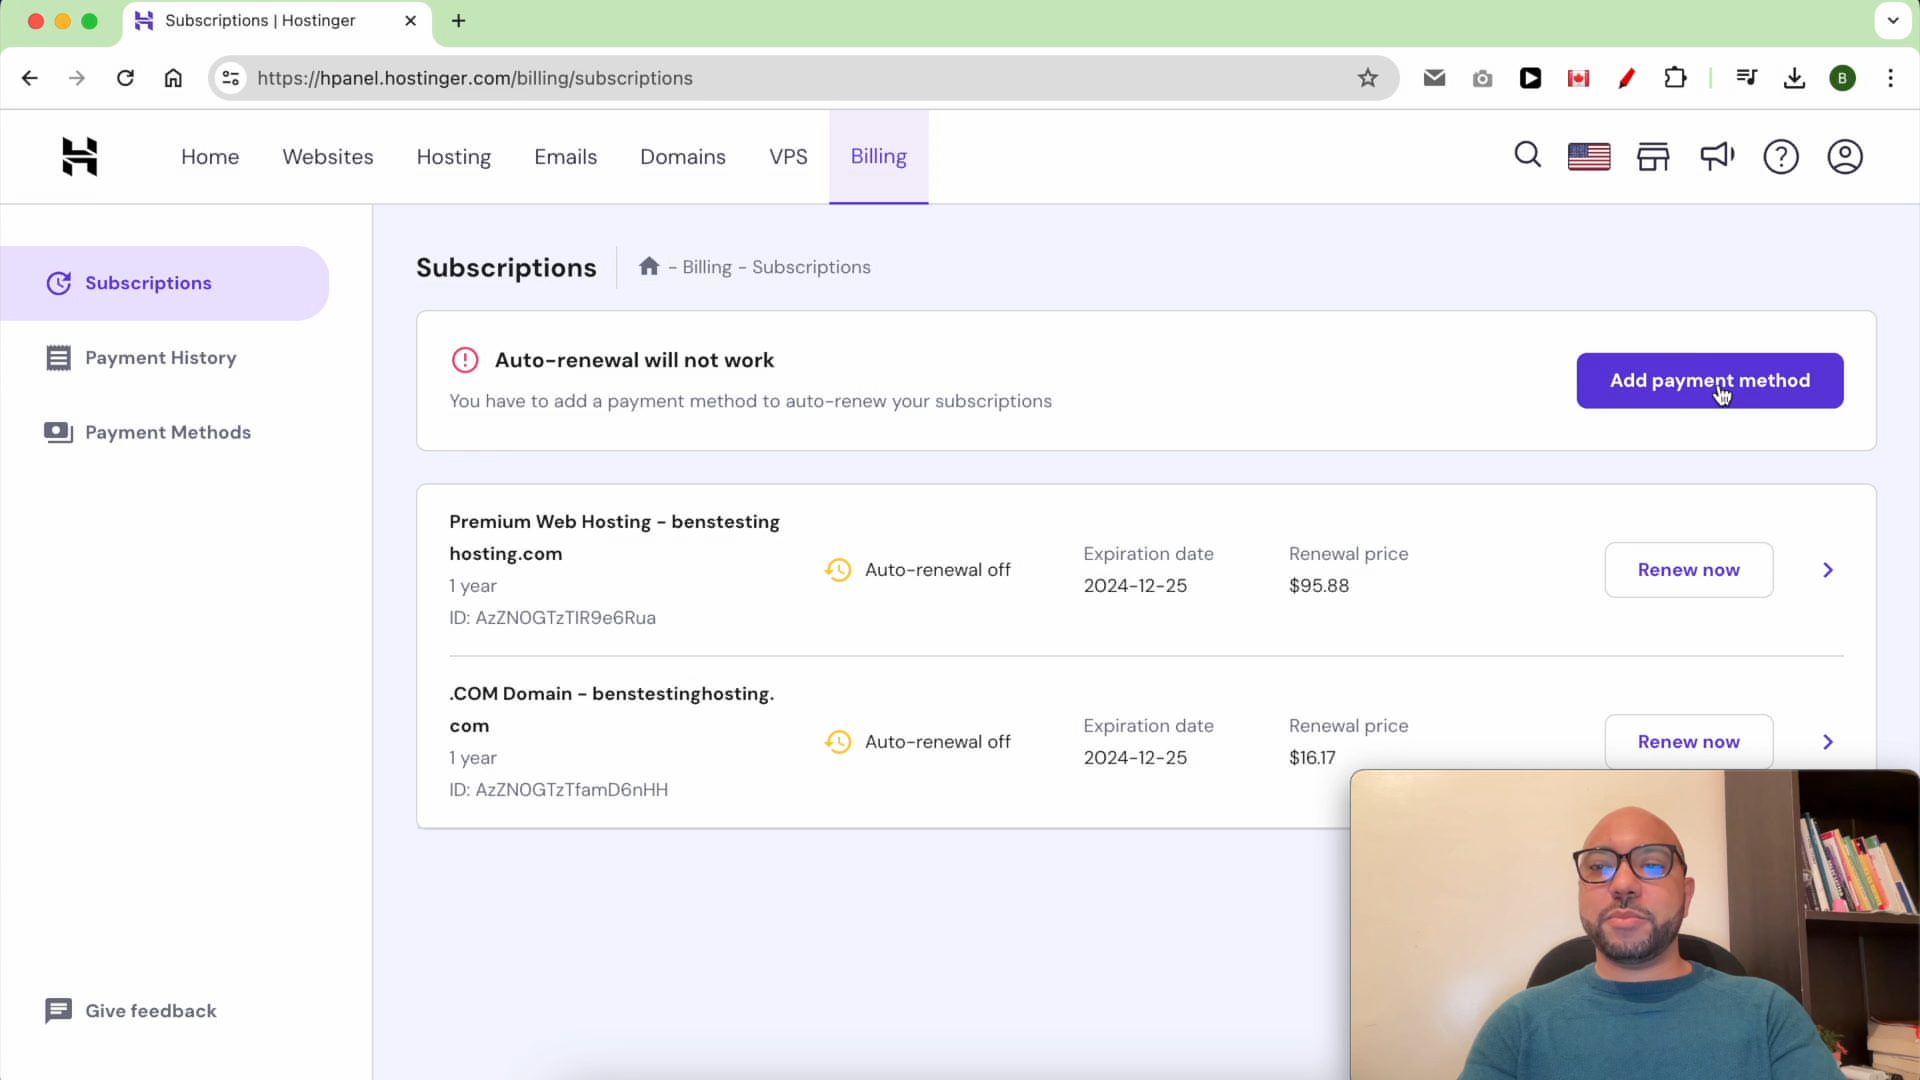 Subscriptions | Hostinger
https://hpanel.hostinger.com/billing/subscriptions
B
Home Websites Hosting Emails Domains VPS Billing
Subscriptions
Payment History
Payment Methods
Give feedback
Subscriptions - Billing - Subscriptions
Auto-renewal will not work
You have to add a payment method to auto-renew your subscriptions
Add payment method
Premium Web Hosting - benstesting
hosting.com
1 year
ID: AzZN0GTzTIR9e6Rua
Auto-renewal off
Expiration date
2024-12-25
Renewal price
$95.88
Renew now
.COM Domain - benstestinghosting.
com
1 year
ID: AzZN0GTzTfamD6nHH
Auto-renewal off
Expiration date
2024-12-25
Renewal price
$16.17
Renew now